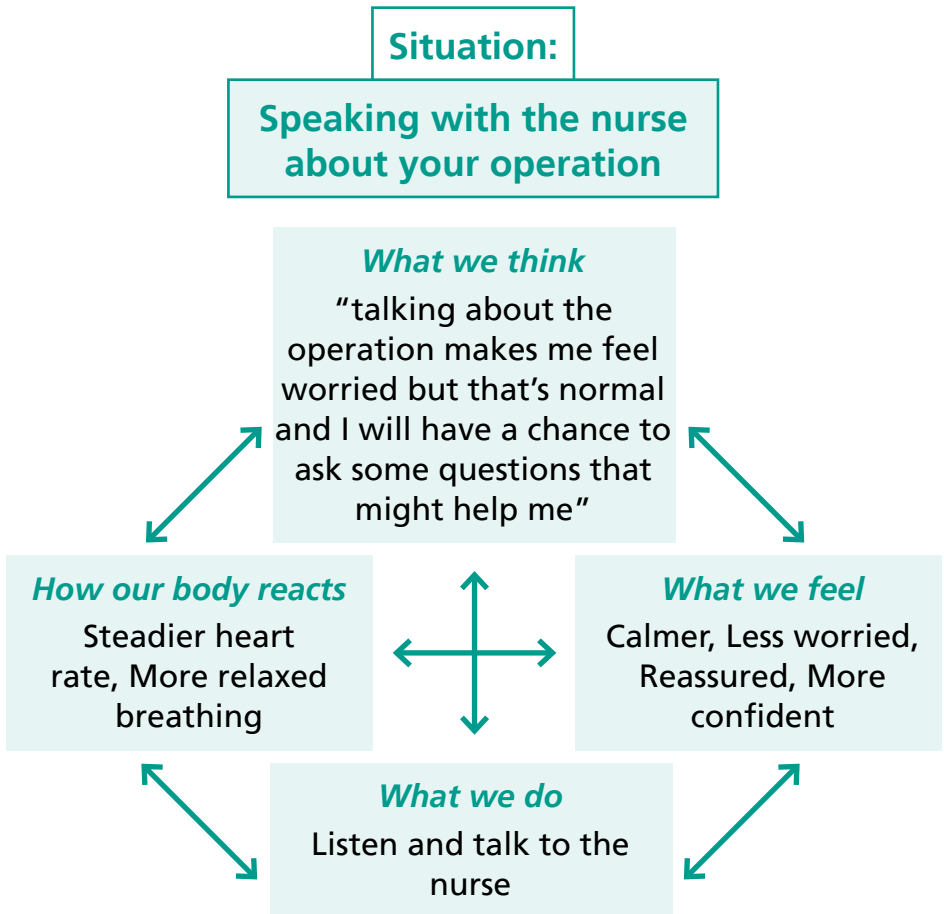 Situation:
Speaking with the nurse
about your operation
What we think
“talking about the
operation makes me feel
worried but that’s normal
and I will have a chance to
ask some questions that
might help me”
How our body reacts
Steadier heart
rate, More relaxed
breathing
What we feel
Calmer, Less worried,
Reassured, More
confident
What we do
Listen and talk to the
nurse